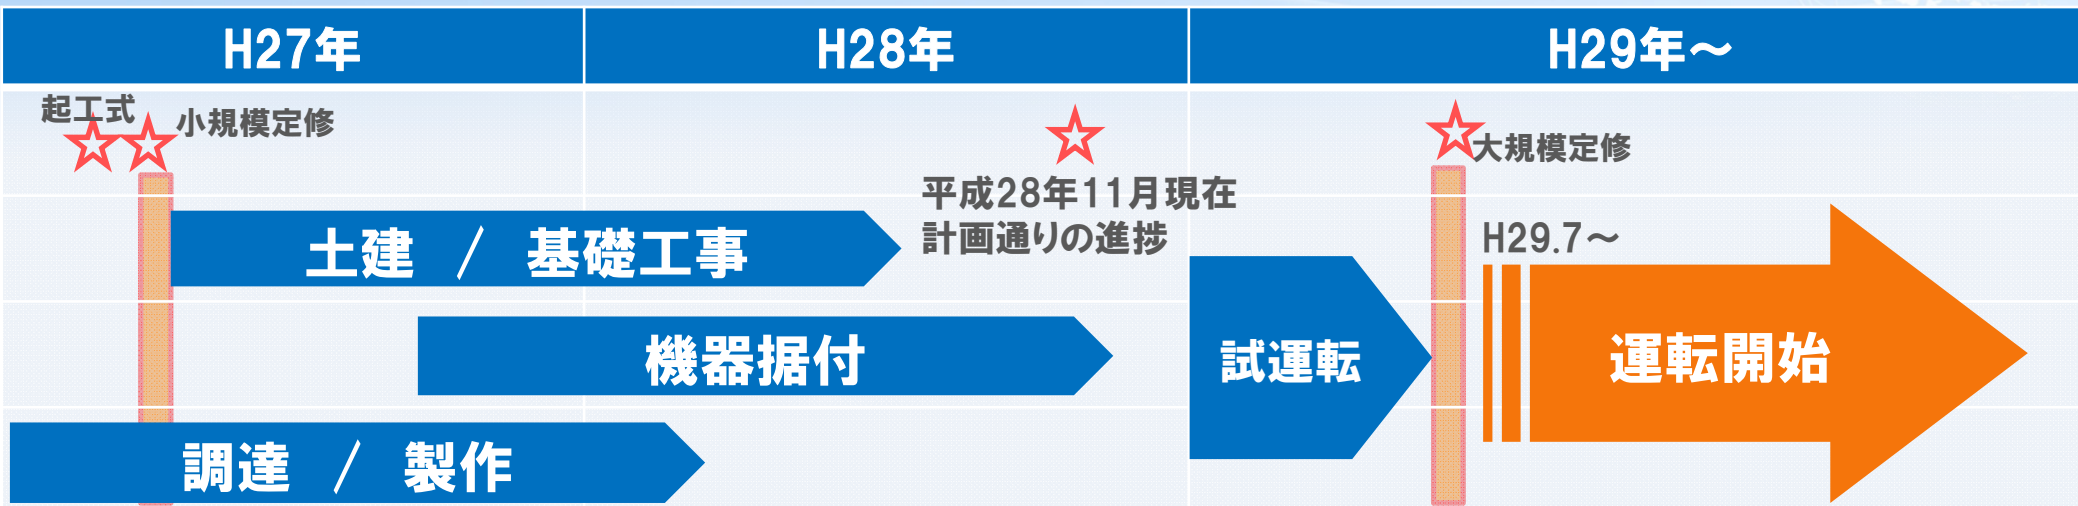 H27年
H28年
H29年～
起工式
小規模定修
大規模定修
平成28年11月現在
計画通りの進捗
H29.7～
土建 ／ 基礎工事
機器据付
試運転
運転開始
調達 ／ 製作